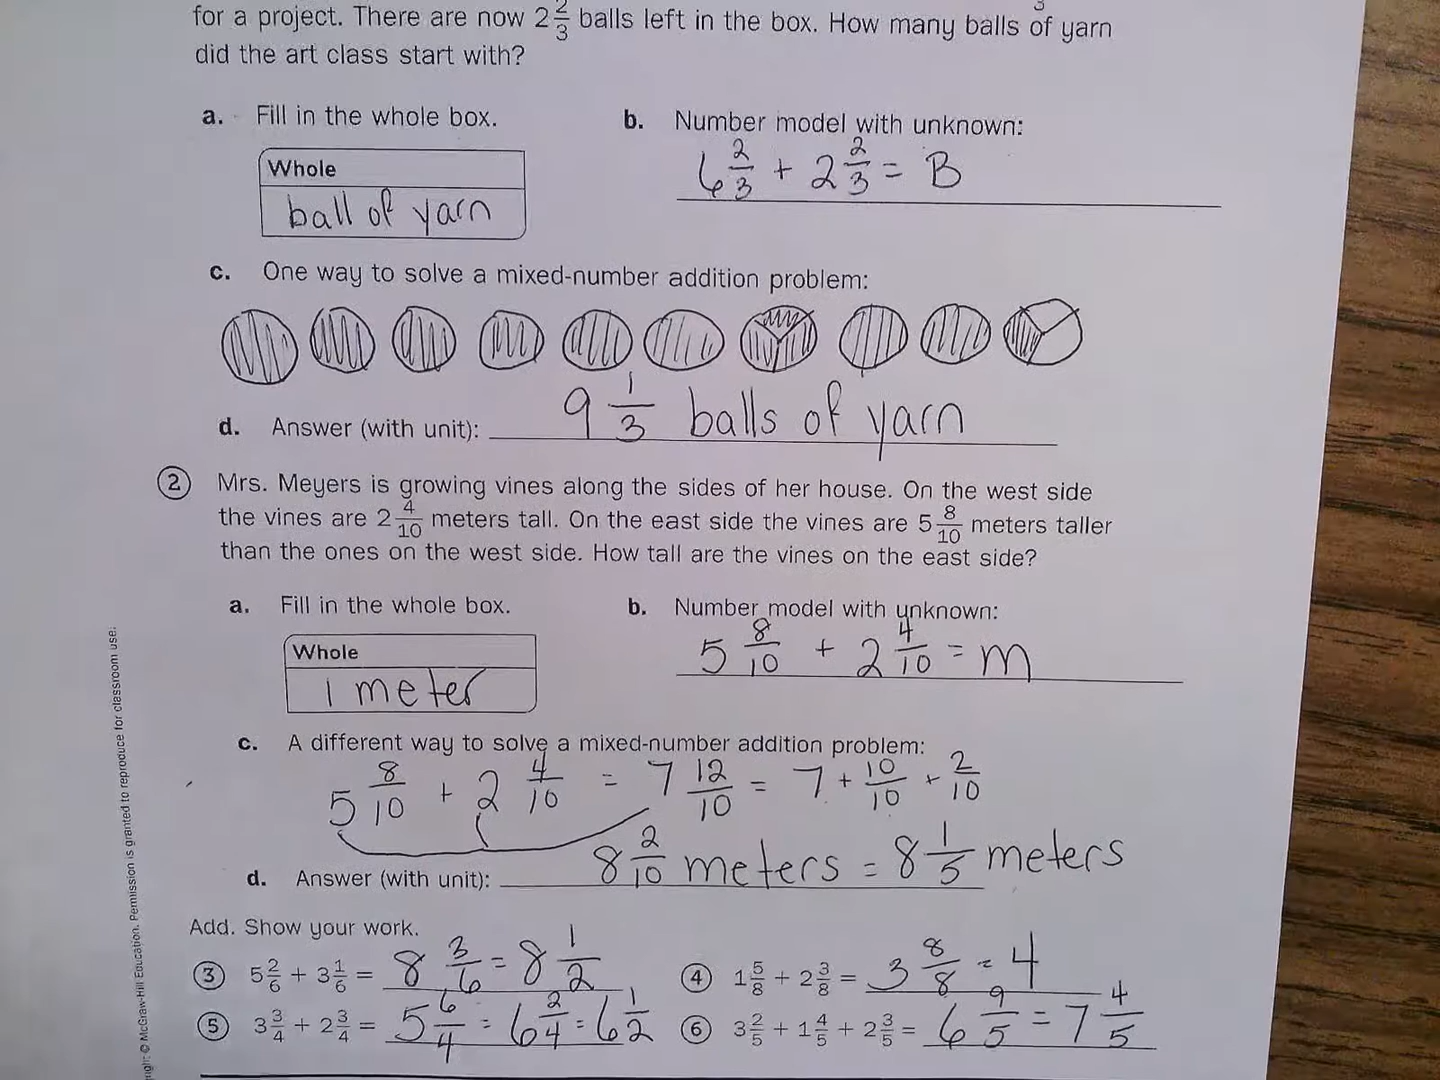 for a project. There are now 2 2/3 balls left in the box. How many balls of yarn
did the art class start with?
a. Fill in the whole box.
b. Number model with unknown:
Whole
6 2/3 + 2 2/3 = B
ball of yarn
c. One way to solve a mixed-number addition problem:
d. Answer (with unit): 9 1/3 balls of yarn
2 Mrs. Meyers is growing vines along the sides of her house. On the west side
the vines are 2 4/10 meters tall. On the east side the vines are 5 8/10 meters taller
than the ones on the west side. How tall are the vines on the east side?
a. Fill in the whole box.
b. Number model with unknown:
Whole
5 8/10 + 2 4/10 = m
1 meter
c. A different way to solve a mixed-number addition problem:
5 8/10 + 2 4/10 = 7 12/10 = 7 + 10/10 + 2/10
d. Answer (with unit): 8 2/10 meters = 8 1/5 meters
Add. Show your work.
3 5 2/6 + 3 1/6 = 8 3/6 = 8 1/2
4 1 5/8 + 2 3/8 = 3 8/8 = 4
5 3 3/4 + 2 3/4 = 5 6/4 = 6 2/4 = 6 1/2
6 3 2/5 + 1 4/5 + 2 3/5 = 6 9/5 = 7 4/5
© McGraw-Hill Education. Permission is granted to reproduce for classroom use.